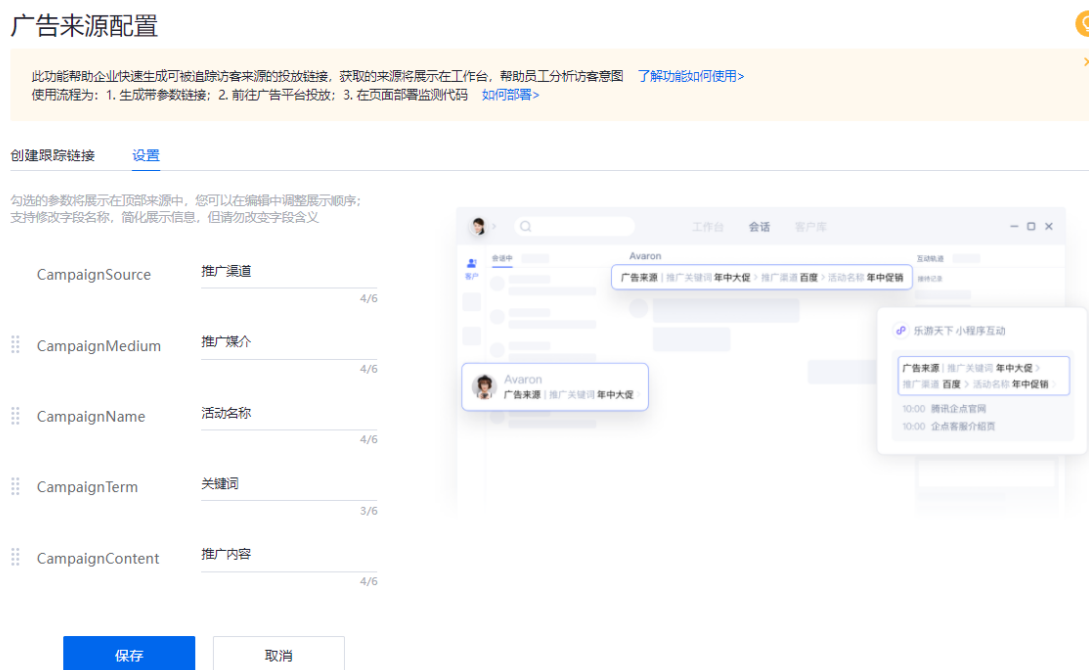 广告来源配置
此功能帮助企业快速生成可被追踪访客来源的投放链接，获取的来源将展示在工作台，帮助员工分析访客意图 了解功能如何使用>
使用流程为：1. 生成带参数链接；2. 前往广告平台投放；3. 在页面部署监测代码 如何部署>
创建跟踪链接 设置
勾选的参数将展示在顶部来源中，您可以在编辑中调整展示顺序；
支持修改字段名称，简化展示信息，但请勿改变字段含义
CampaignSource 推广渠道
4/6
CampaignMedium 推广媒介
4/6
CampaignName 活动名称
4/6
CampaignTerm 关键词
3/6
CampaignContent 推广内容
4/6
保存 取消
工作台 会话 客户库
客户
会话中
Avaron
广告来源 | 推广关键词 年中大促 > 推广渠道 百度 > 活动名称 年中促销
互动轨迹
接待记录
Avaron
广告来源 | 推广关键词 年中大促
乐游天下 小程序互动
广告来源 | 推广关键词 年中大促 >
推广渠道 百度 > 活动名称 年中促销 >
10:00 腾讯企点官网
10:00 企点客服介绍页